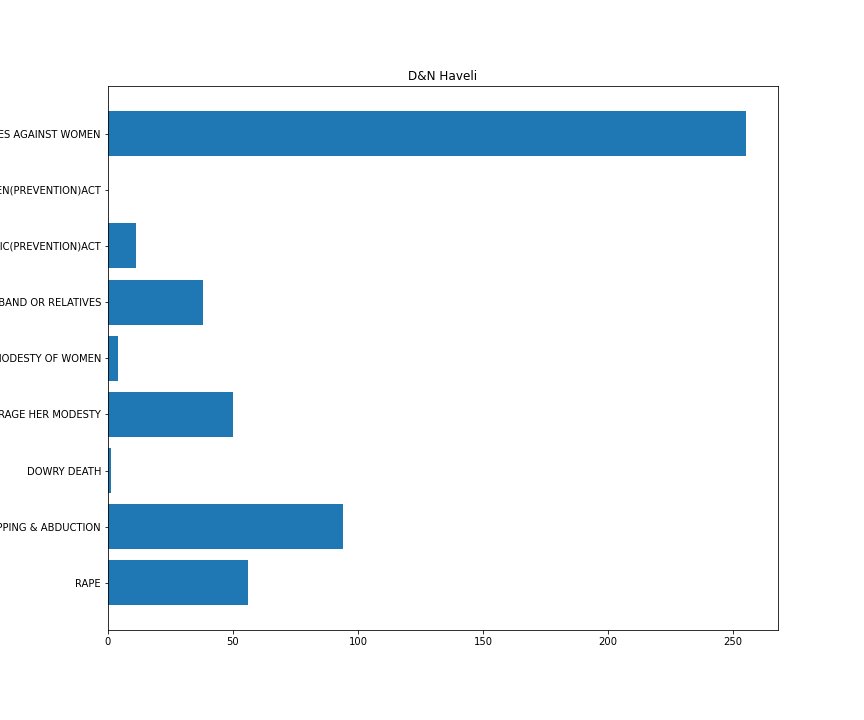 D&N Haveli
ES AGAINST WOMEN
EN(PREVENTION)ACT
IC(PREVENTION)ACT
BAND OR RELATIVES
MODESTY OF WOMEN
RAGE HER MODESTY
DOWRY DEATH
PPING & ABDUCTION
RAPE
0 50 100 150 200 250